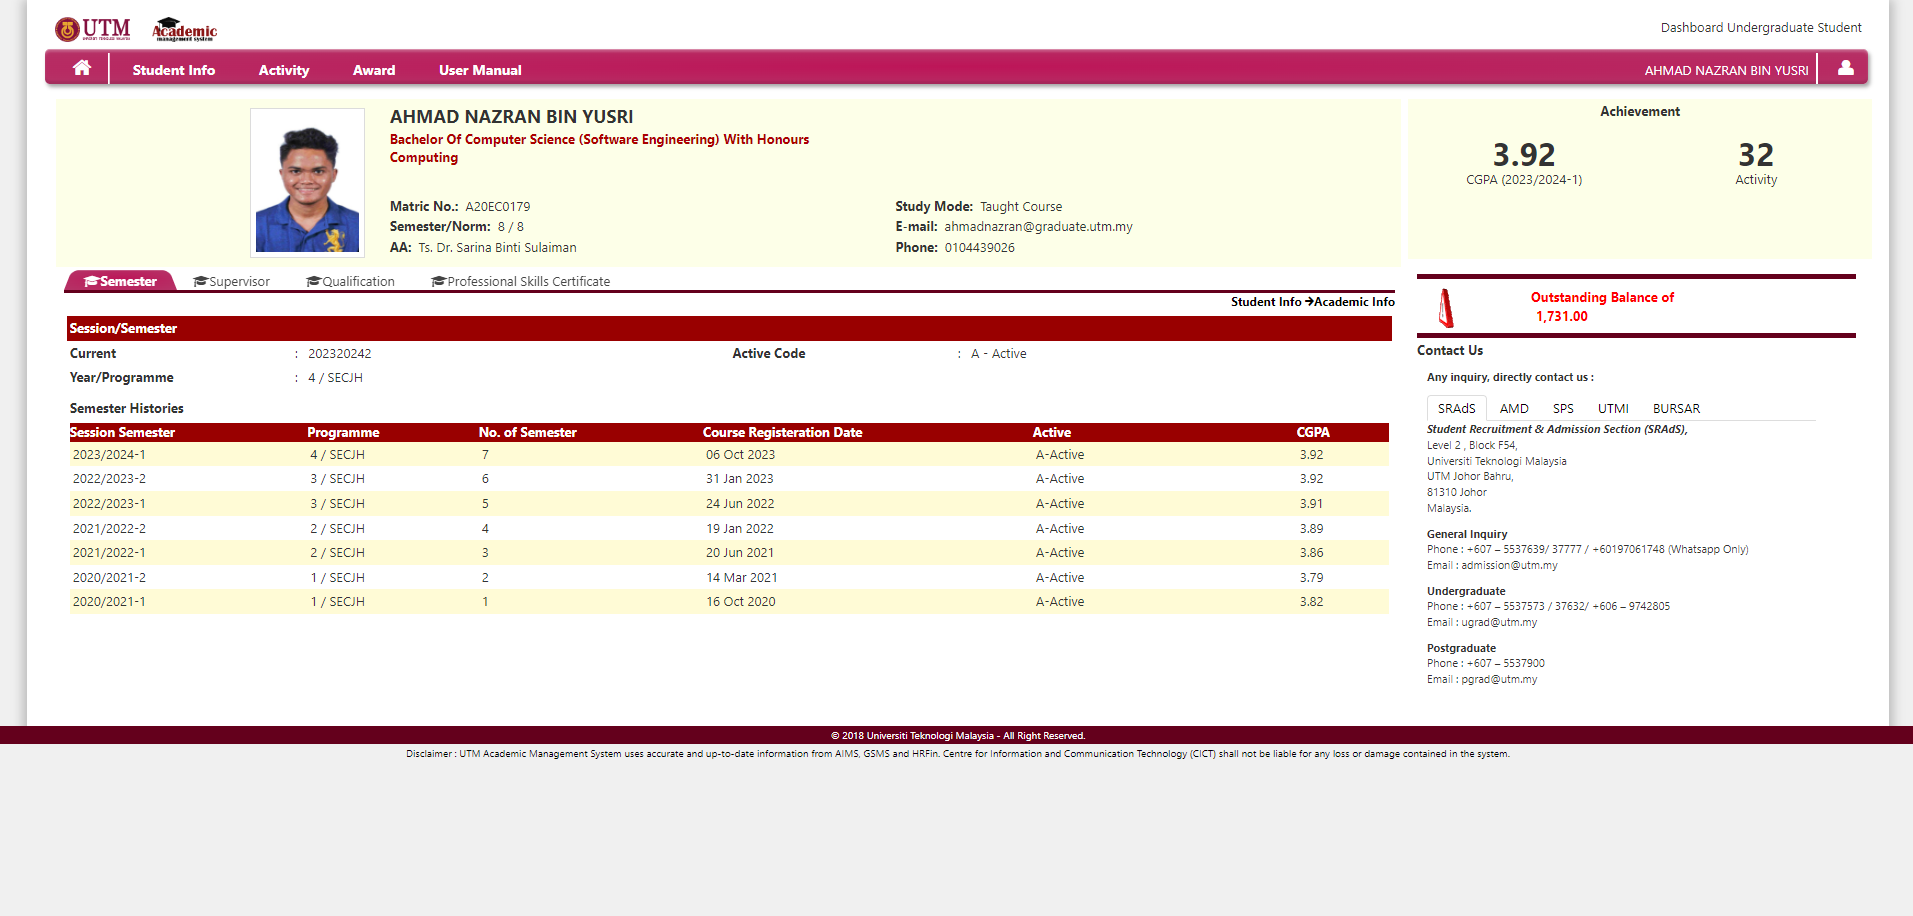 UTM
Academic
management system
Dashboard Undergraduate Student
Student Info Activity Award User Manual
AHMAD NAZRAN BIN YUSRI
AHMAD NAZRAN BIN YUSRI
Bachelor Of Computer Science (Software Engineering) With Honours
Computing
Matric No.: A20EC0179
Semester/Norm: 8 / 8
AA: Ts. Dr. Sarina Binti Sulaiman
Study Mode: Taught Course
E-mail: ahmadnazran@graduate.utm.my
Phone: 0104439026
Achievement
3.92
CGPA (2023/2024-1)
32
Activity
Semester Supervisor Qualification Professional Skills Certificate
Student Info →Academic Info
Session/Semester
Current : 202320242 Active Code : A - Active
Year/Programme : 4 / SECJH
Semester Histories
Session Semester Programme No. of Semester Course Registeration Date Active CGPA
2023/2024-1 4 / SECJH 7 06 Oct 2023 A-Active 3.92
2022/2023-2 3 / SECJH 6 31 Jan 2023 A-Active 3.92
2022/2023-1 3 / SECJH 5 24 Jun 2022 A-Active 3.91
2021/2022-2 2 / SECJH 4 19 Jan 2022 A-Active 3.89
2021/2022-1 2 / SECJH 3 20 Jun 2021 A-Active 3.86
2020/2021-2 1 / SECJH 2 14 Mar 2021 A-Active 3.79
2020/2021-1 1 / SECJH 1 16 Oct 2020 A-Active 3.82
Outstanding Balance of
1,731.00
Contact Us
Any inquiry, directly contact us :
SRAdS AMD SPS UTMI BURSAR
Student Recruitment & Admission Section (SRAdS),
Level 2 , Block F54,
Universiti Teknologi Malaysia
UTM Johor Bahru,
81310 Johor
Malaysia.
General Inquiry
Phone : +607 – 5537639/ 37777 / +60197061748 (Whatsapp Only)
Email : admission@utm.my
Undergraduate
Phone : +607 – 5537573 / 37632/ +606 – 9742805
Email : ugrad@utm.my
Postgraduate
Phone : +607 – 5537900
Email : pgrad@utm.my
© 2018 Universiti Teknologi Malaysia - All Right Reserved.
Disclaimer : UTM Academic Management System uses accurate and up-to-date information from AIMS, GSMS and HRFin. Centre for Information and Communication Technology (CICT) shall not be liable for any loss or damage contained in the system.